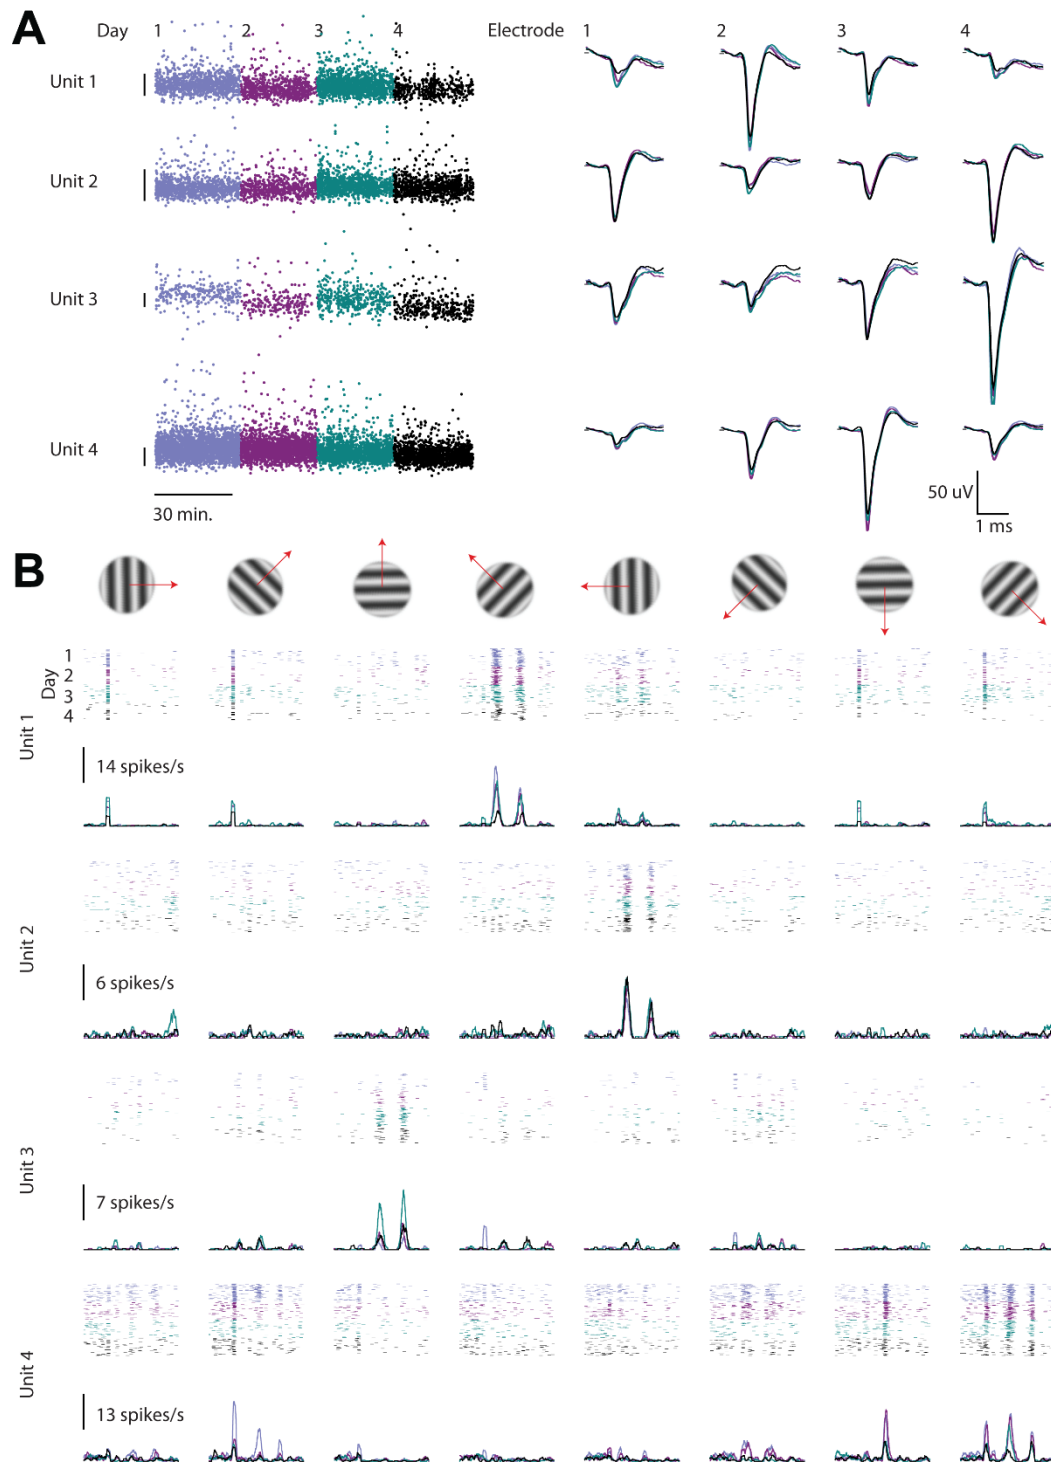 A
Day 1 2 3 4 Electrode 1 2 3 4
Unit 1
Unit 2
Unit 3
Unit 4
30 min.
50 uV
1 ms
B
Unit 1
Day
1
2
3
4
14 spikes/s
Unit 2
6 spikes/s
Unit 3
7 spikes/s
Unit 4
13 spikes/s